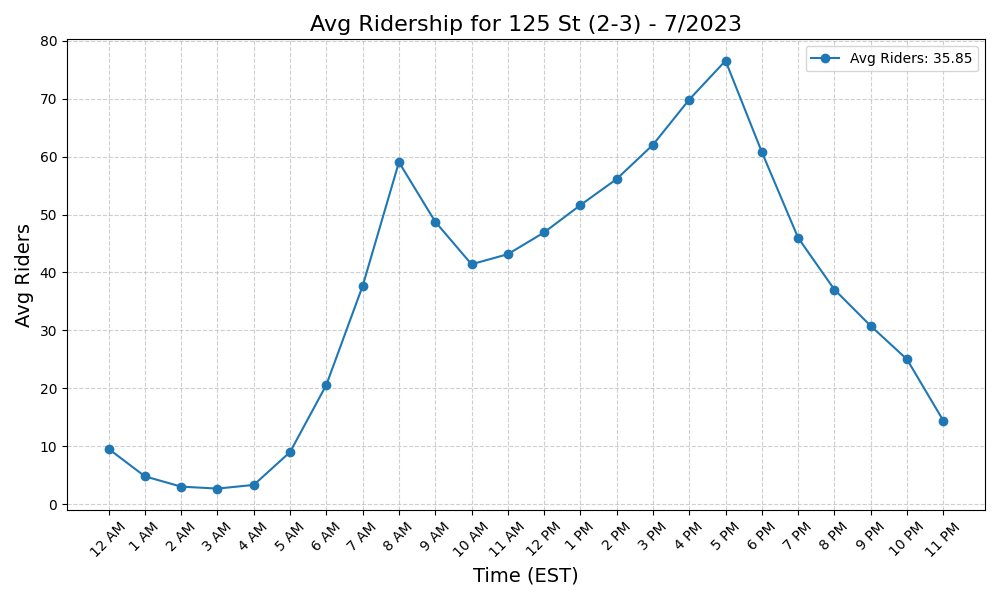 Avg Ridership for 125 St (2-3) - 7/2023
Avg Riders: 35.85
Avg Riders
80
70
60
50
40
30
20
10
0
12 AM
1 AM
2 AM
3 AM
4 AM
5 AM
6 AM
7 AM
8 AM
9 AM
10 AM
11 AM
12 PM
1 PM
2 PM
3 PM
4 PM
5 PM
6 PM
7 PM
8 PM
9 PM
10 PM
11 PM
Time (EST)